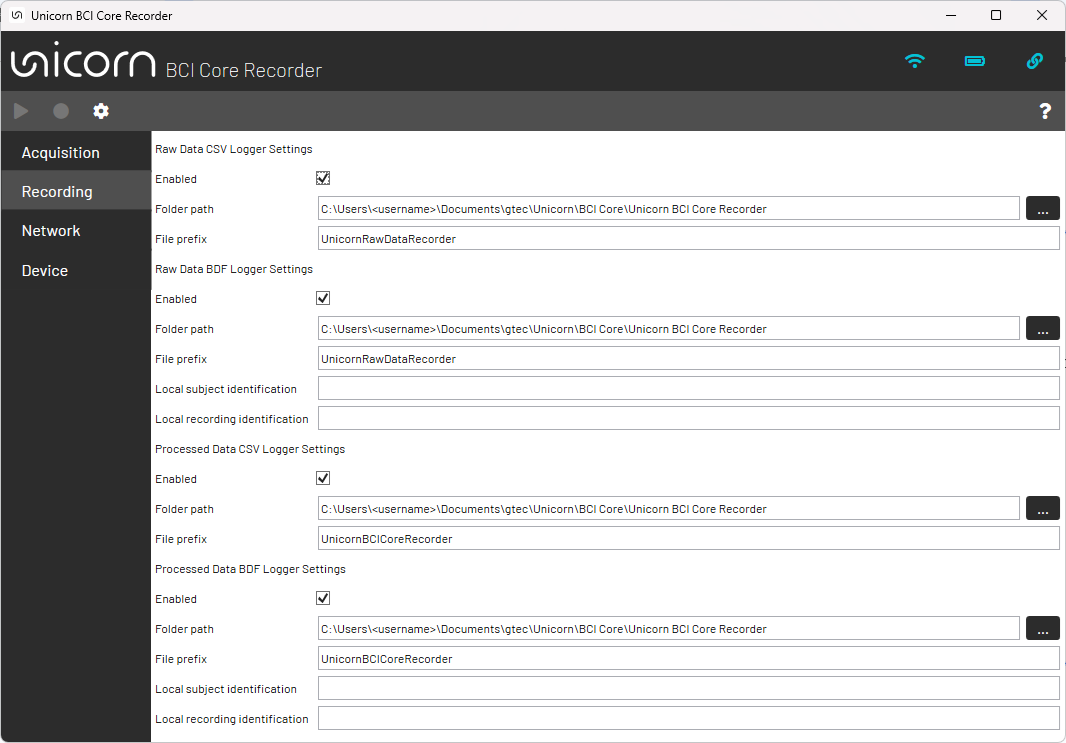 Unicorn BCI Core Recorder
unicorn BCI Core Recorder
?
Acquisition
Recording
Network
Device
Raw Data CSV Logger Settings
Enabled
Folder path C:\Users\<username>\Documents\gtec\Unicorn\BCI Core\Unicorn BCI Core Recorder ...
File prefix UnicornRawDataRecorder
Raw Data BDF Logger Settings
Enabled
Folder path C:\Users\<username>\Documents\gtec\Unicorn\BCI Core\Unicorn BCI Core Recorder ...
File prefix UnicornRawDataRecorder
Local subject identification
Local recording identification
Processed Data CSV Logger Settings
Enabled
Folder path C:\Users\<username>\Documents\gtec\Unicorn\BCI Core\Unicorn BCI Core Recorder ...
File prefix UnicornBCICoreRecorder
Processed Data BDF Logger Settings
Enabled
Folder path C:\Users\<username>\Documents\gtec\Unicorn\BCI Core\Unicorn BCI Core Recorder ...
File prefix UnicornBCICoreRecorder
Local subject identification
Local recording identification